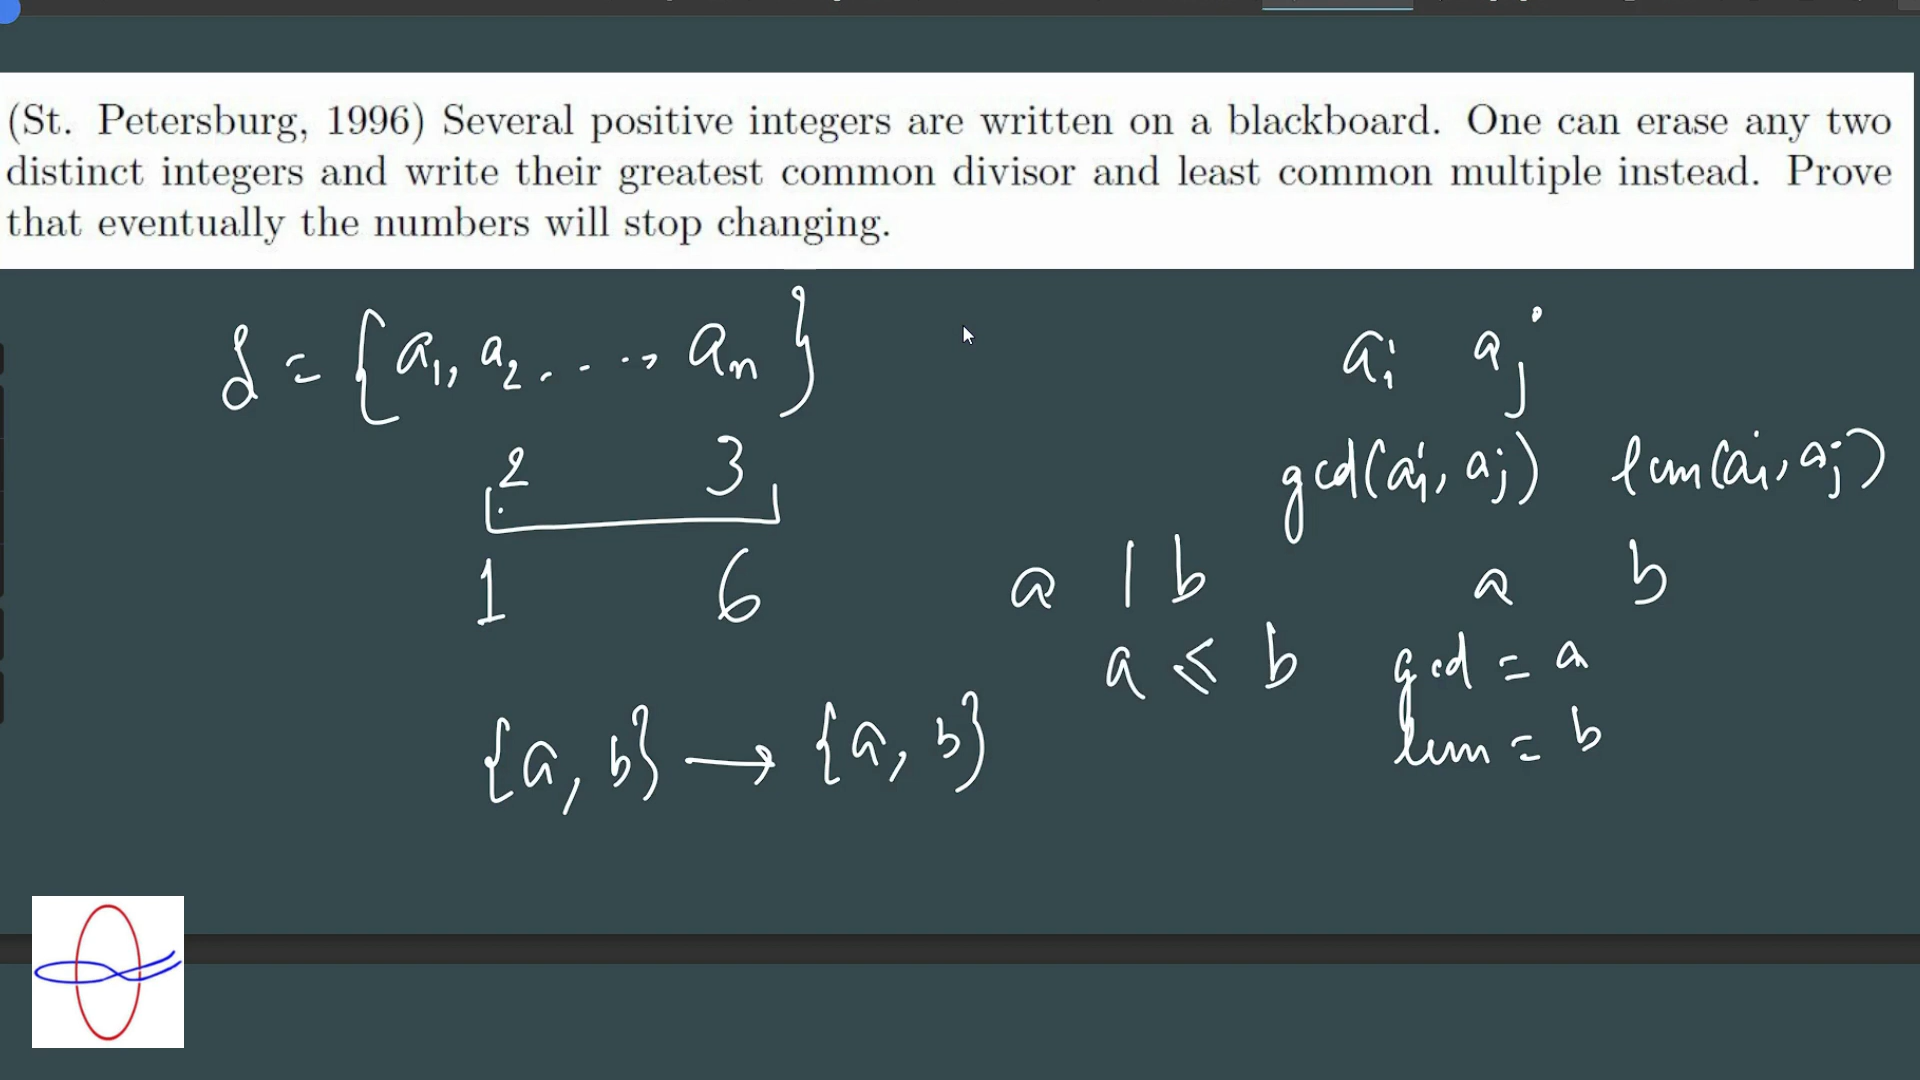 (St. Petersburg, 1996) Several positive integers are written on a blackboard. One can erase any two
distinct integers and write their greatest common divisor and least common multiple instead. Prove
that eventually the numbers will stop changing.
S = {a₁, a₂, . . . , aₙ}
aᵢ aⱼ
2 3
gcd(aᵢ, aⱼ) lcm(aᵢ, aⱼ)
1 6
a | b
a b
a < b
gcd = a
{a, b} → {a, b}
lcm = b